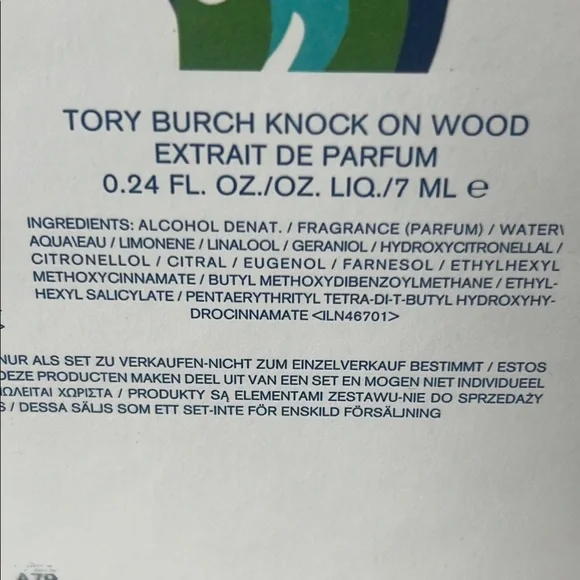 TORY BURCH KNOCK ON WOOD
EXTRAIT DE PARFUM
0.24 FL. OZ./OZ. LIQ./7 ML ℮
INGREDIENTS: ALCOHOL DENAT. / FRAGRANCE (PARFUM) / WATER\
AQUA\EAU / LIMONENE / LINALOOL / GERANIOL / HYDROXYCITRONELLAL /
CITRONELLOL / CITRAL / EUGENOL / FARNESOL / ETHYLHEXYL
METHOXYCINNAMATE / BUTYL METHOXYDIBENZOYLMETHANE / ETHYL-
HEXYL SALICYLATE / PENTAERYTHRITYL TETRA-DI-T-BUTYL HYDROXYHY-
DROCINNAMATE <ILN46701>
NUR ALS SET ZU VERKAUFEN-NICHT ZUM EINZELVERKAUF BESTIMMT / ESTOS
DEZE PRODUCTEN MAKEN DEEL UIT VAN EEN SET EN MOGEN NIET INDIVIDUEEL
ΩΛΕΙΤΑΙ ΧΩΡΙΣΤΑ / PRODUKTY SĄ ELEMENTAMI ZESTAWU-NIE DO SPRZEDAŻY
S / DESSA SÄLJS SOM ETT SET-INTE FÖR ENSKILD FÖRSÄLJNING